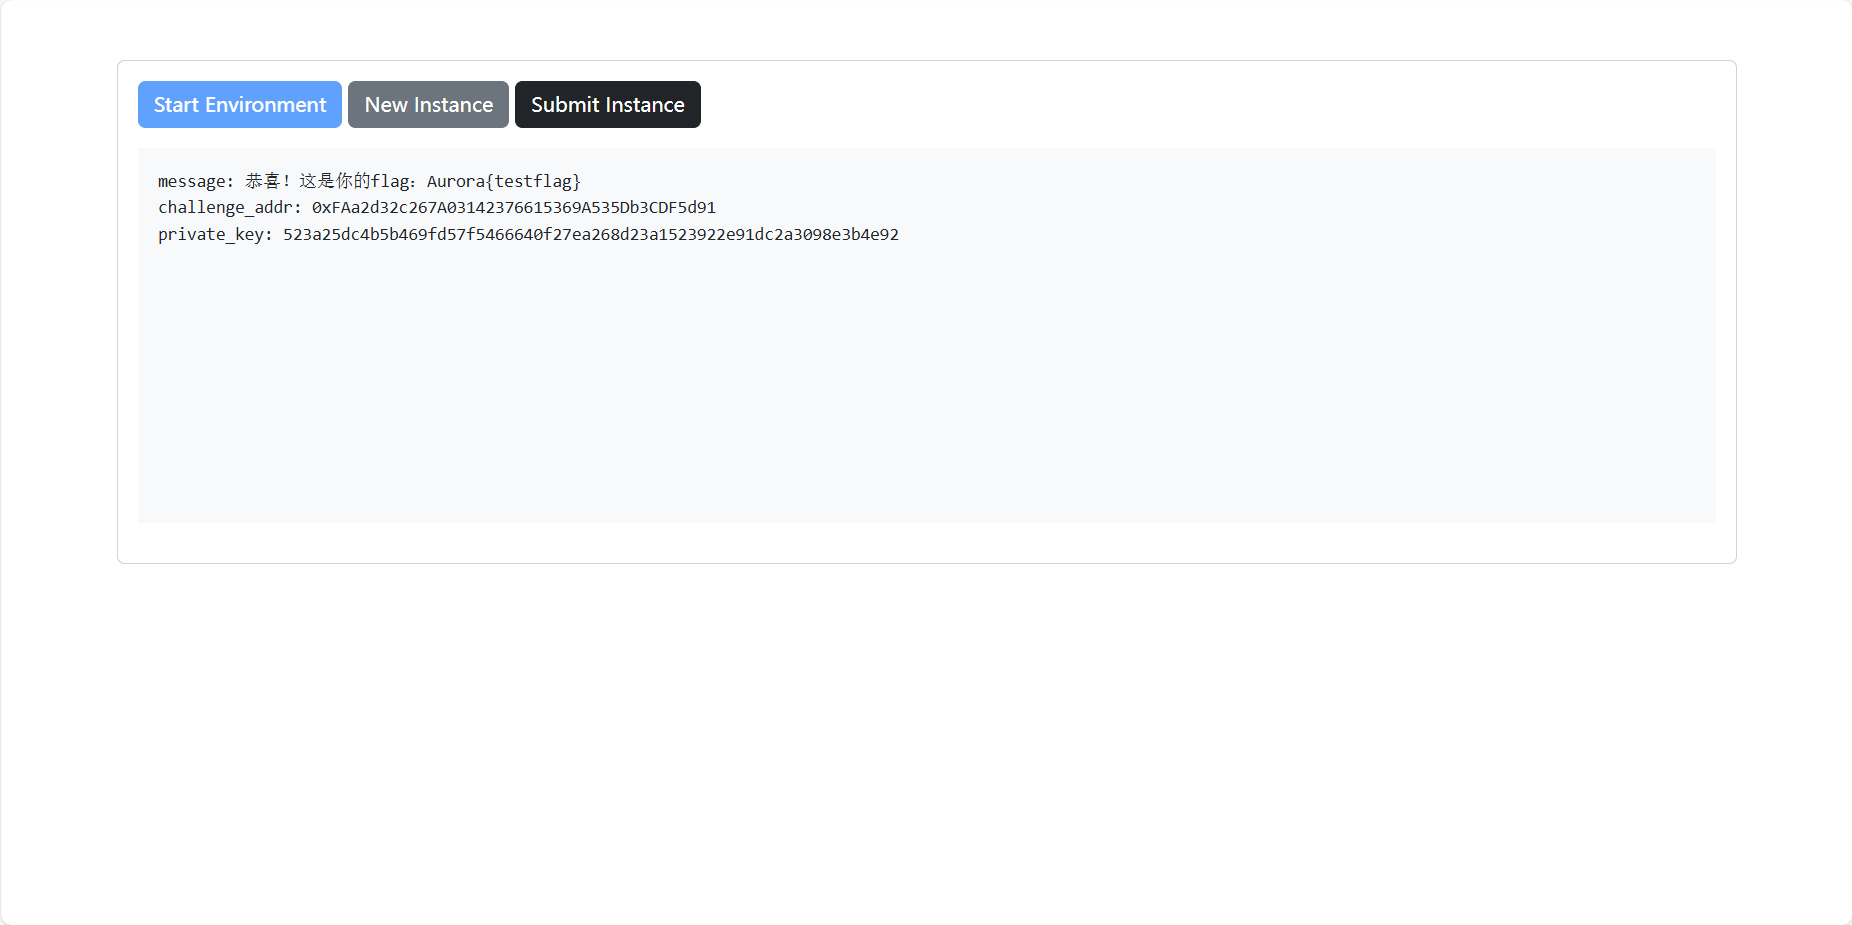 Start Environment New Instance Submit Instance
message: 恭喜！这是你的flag：Aurora{testflag}
challenge_addr: 0xFAa2d32c267A03142376615369A535Db3CDF5d91
private_key: 523a25dc4b5b469fd57f5466640f27ea268d23a1523922e91dc2a3098e3b4e92